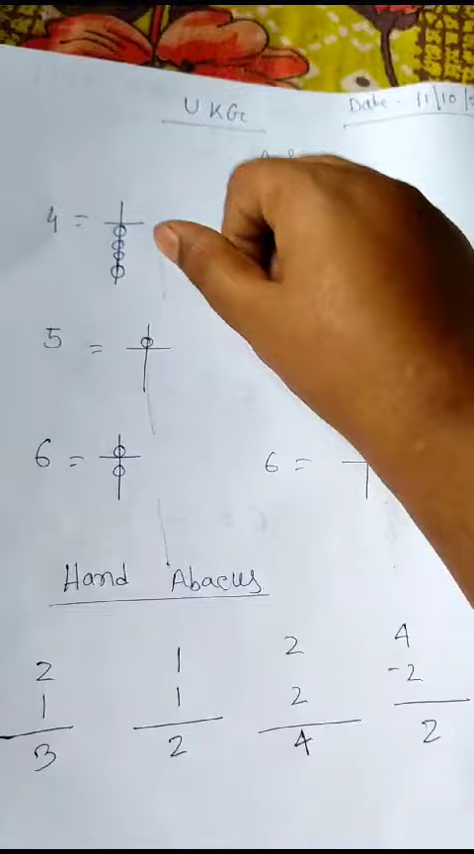 UKG
Date - 11/10
4 =
5 =
6 =
6 =
Hand Abacus
2 1 2 4
1 1 2 -2
3 2 4 2